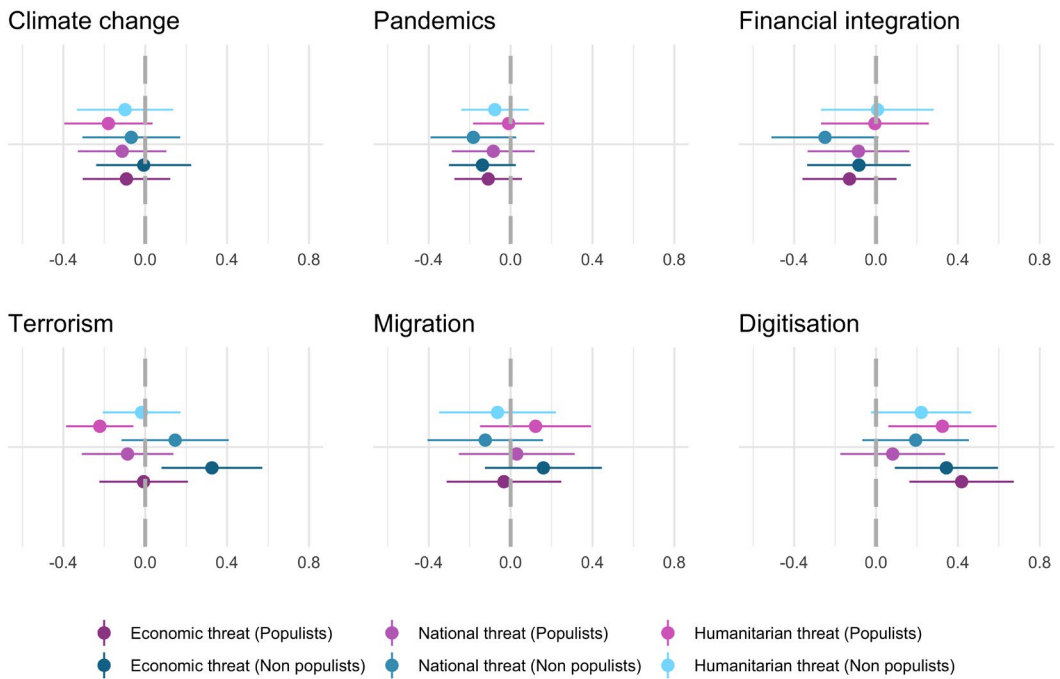 Climate change Pandemics Financial integration
-0.4 0.0 0.4 0.8 -0.4 0.0 0.4 0.8 -0.4 0.0 0.4 0.8
Terrorism Migration Digitisation
-0.4 0.0 0.4 0.8 -0.4 0.0 0.4 0.8 -0.4 0.0 0.4 0.8
Economic threat (Populists) National threat (Populists) Humanitarian threat (Populists)
Economic threat (Non populists) National threat (Non populists) Humanitarian threat (Non populists)